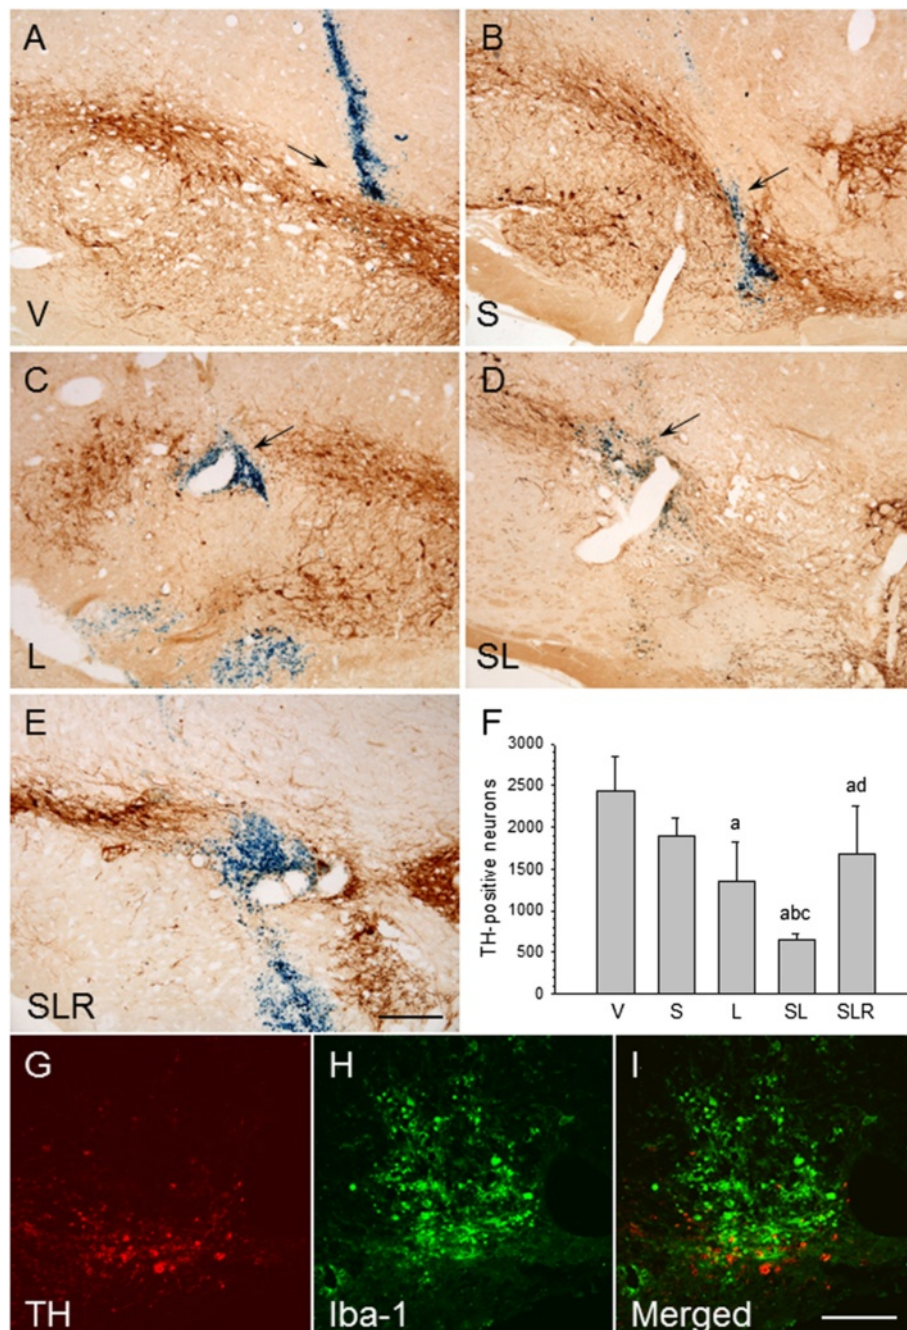 A
V
B
S
C
L
D
SL
E
SLR
F
TH-positive neurons
3000
2500
2000
1500
1000
500
0
a
abc
ad
V S L SL SLR
G
TH
H
Iba-1
I
Merged